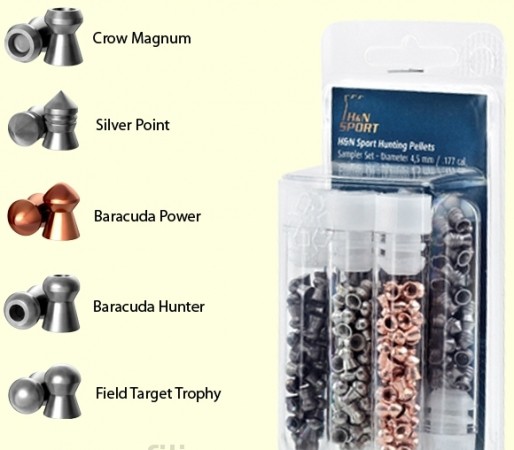 Crow Magnum
Silver Point
Baracuda Power
Baracuda Hunter
Field Target Trophy
H&N
SPORT
H&N Sport Hunting Pellets
Sampler Set - Diameter 4,5 mm / .177 cal.